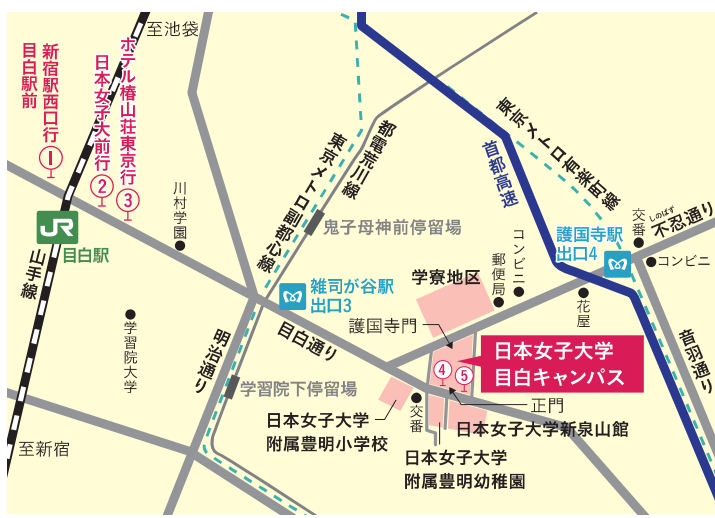 至池袋
新宿駅西口行
目白駅前
①
日本女子大前行
②
ホテル椿山荘東京行
③
JR
目白駅
山手線
川村学園
学習院大学
至新宿
明治通り
目白通り
東京メトロ副都心線
都電荒川線
鬼子母神前停留場
雑司が谷駅
出口3
学習院下停留場
首都高速
東京メトロ有楽町線
護国寺駅
出口4
交番
しのばず
不忍通り
コンビニ
音羽通り
花屋
コンビニ
郵便局
学寮地区
護国寺門
日本女子大学
目白キャンパス
④
⑤
正門
交番
日本女子大学
附属豊明小学校
日本女子大学新泉山館
日本女子大学
附属豊明幼稚園